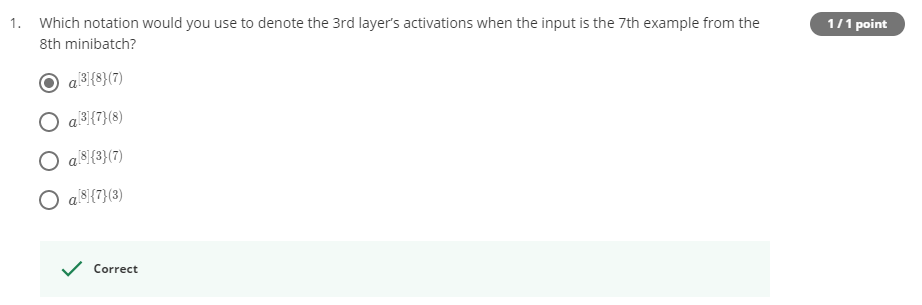 1. Which notation would you use to denote the 3rd layer's activations when the input is the 7th example from the
8th minibatch?
1 / 1 point
a[3]{8}(7)
a[3]{7}(8)
a[8]{3}(7)
a[8]{7}(3)
Correct